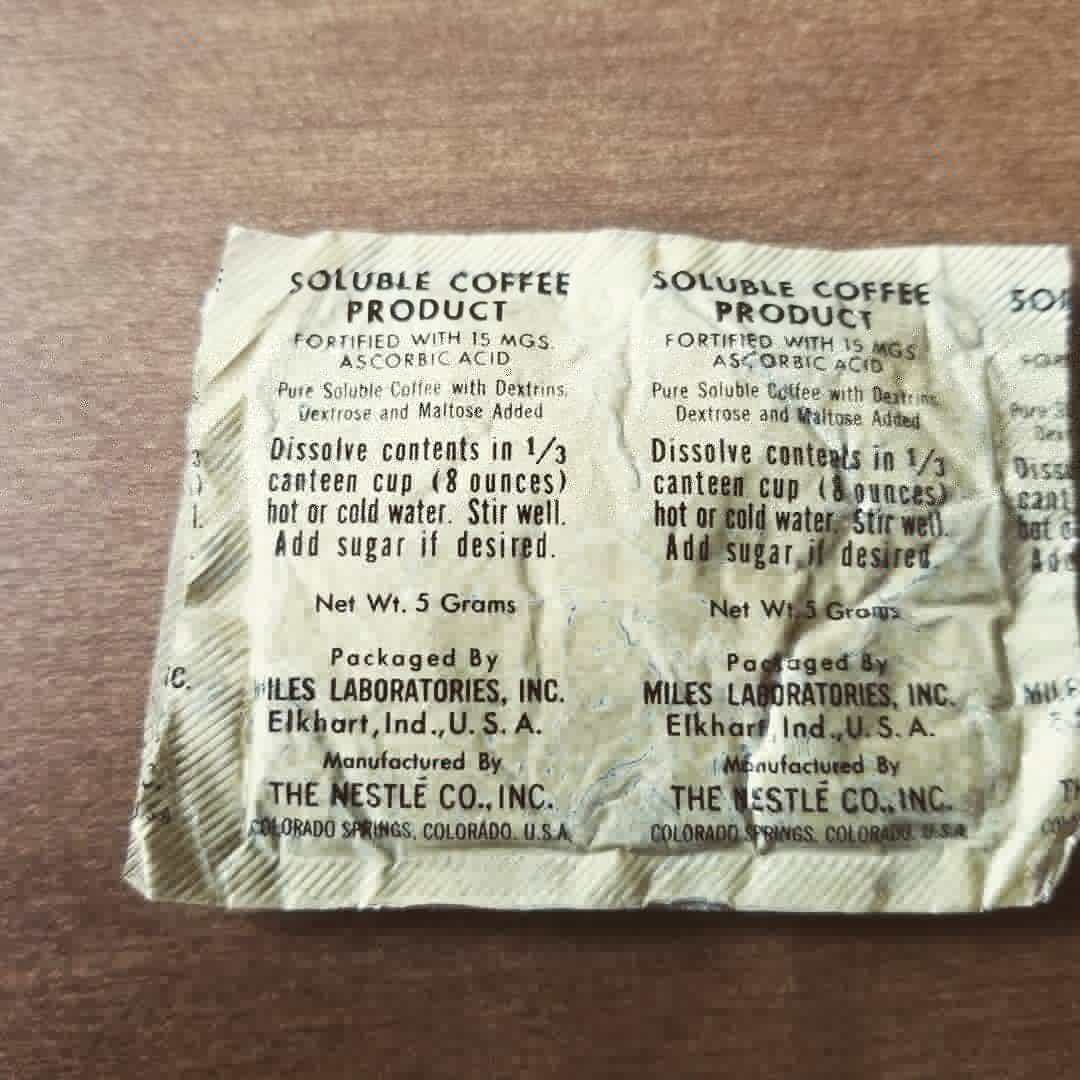 SOLUBLE COFFEE
PRODUCT
FORTIFIED WITH 15 MGS.
ASCORBIC ACID
Pure Soluble Coffee with Dextrins,
Dextrose and Maltose Added
Dissolve contents in 1/3
canteen cup (8 ounces)
hot or cold water. Stir well.
Add sugar if desired.
Net Wt. 5 Grams
Packaged By
MILES LABORATORIES, INC.
Elkhart, Ind., U. S. A.
Manufactured By
THE NESTLÉ CO., INC.
COLORADO SPRINGS, COLORADO, U.S.A.
SOLUBLE COFFEE
PRODUCT
FORTIFIED WITH 15 MGS
ASCORBIC ACID
Pure Soluble Coffee with Dextrins,
Dextrose and Maltose Added
Dissolve contents in 1/3
canteen cup (8 ounces)
hot or cold water. Stir well.
Add sugar if desired.
Net Wt. 5 Grams
Packaged By
MILES LABORATORIES, INC.
Elkhart, Ind., U. S. A.
Manufactured By
THE NESTLÉ CO., INC.
COLORADO SPRINGS, COLORADO, U.S.A.